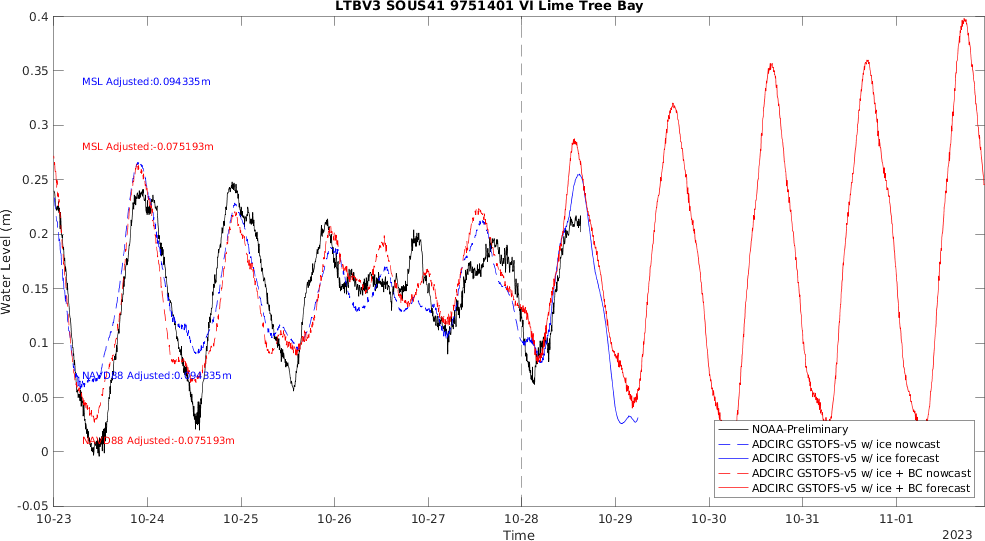 LTBV3 SOUS41 9751401 VI Lime Tree Bay
Water Level (m)
0.4
0.35
0.3
0.25
0.2
0.15
0.1
0.05
0
-0.05
MSL Adjusted:0.094335m
MSL Adjusted:-0.075193m
NAVD88 Adjusted:0.094335m
NAVD88 Adjusted:-0.075193m
NOAA-Preliminary
ADCIRC GSTOFS-v5 w/ ice nowcast
ADCIRC GSTOFS-v5 w/ ice forecast
ADCIRC GSTOFS-v5 w/ ice + BC nowcast
ADCIRC GSTOFS-v5 w/ ice + BC forecast
10-23 10-24 10-25 10-26 10-27 10-28 10-29 10-30 10-31 11-01
Time
2023